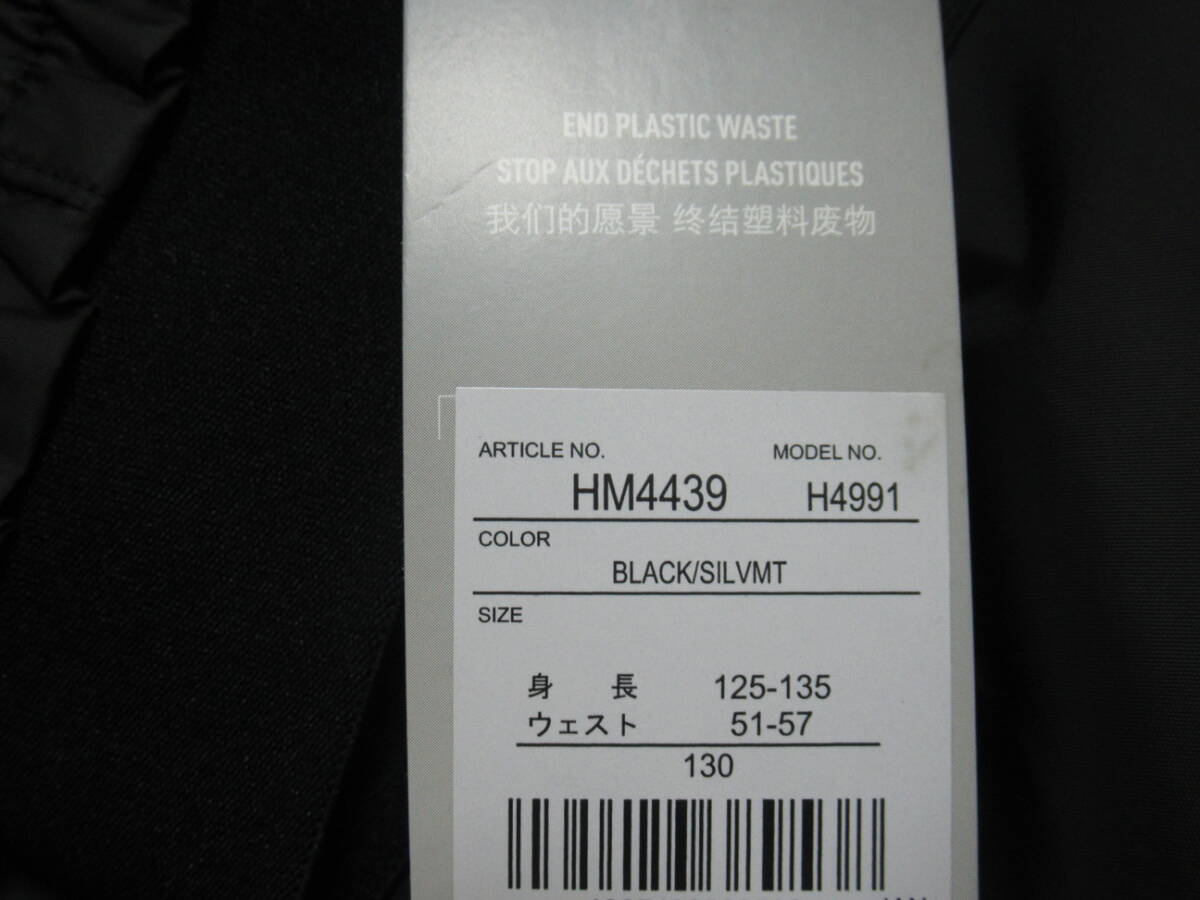 END PLASTIC WASTE
STOP AUX DÉCHETS PLASTIQUES
我们的愿景 终结塑料废物
ARTICLE NO. MODEL NO.
HM4439 H4991
COLOR
BLACK/SILVMT
SIZE
身 長 125-135
ウェスト 51-57
130